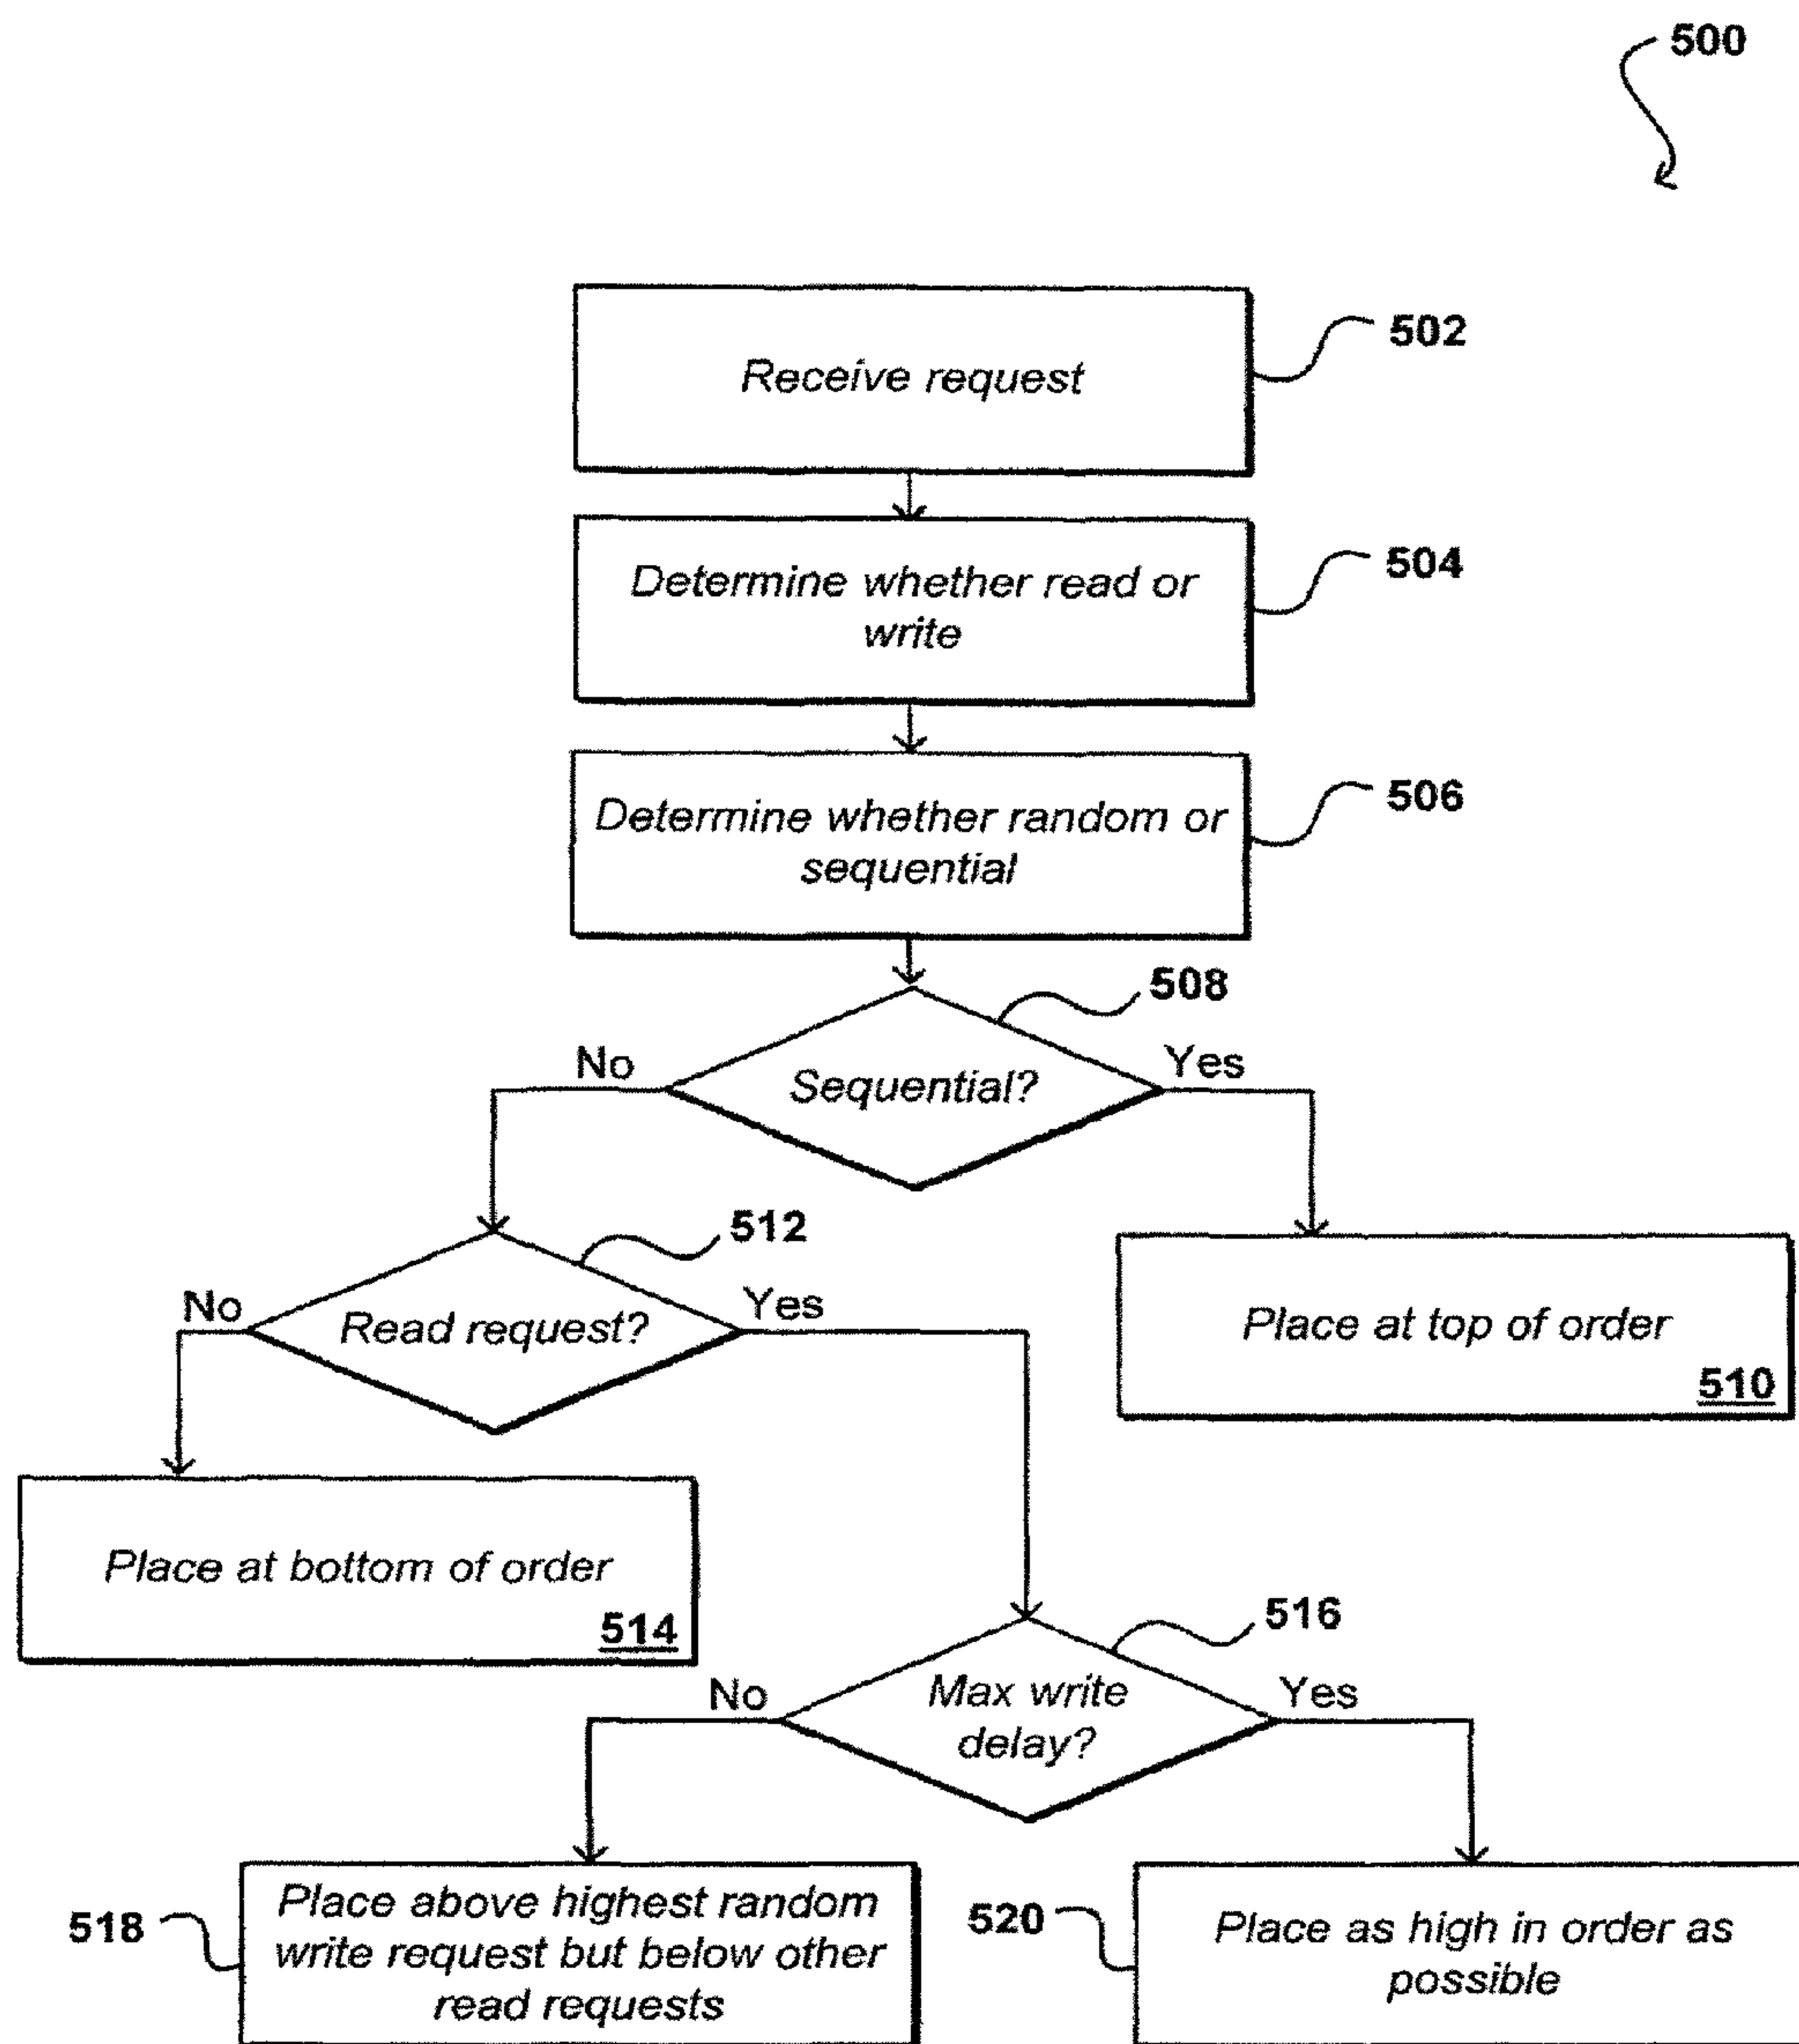 500
Receive request
502
Determine whether read or
write
504
Determine whether random or
sequential
506
508
No
Sequential?
Yes
512
No
Read request?
Yes
Place at top of order
510
Place at bottom of order
514
516
No
Max write
delay?
Yes
518
Place above highest random
write request but below other
read requests
520
Place as high in order as
possible